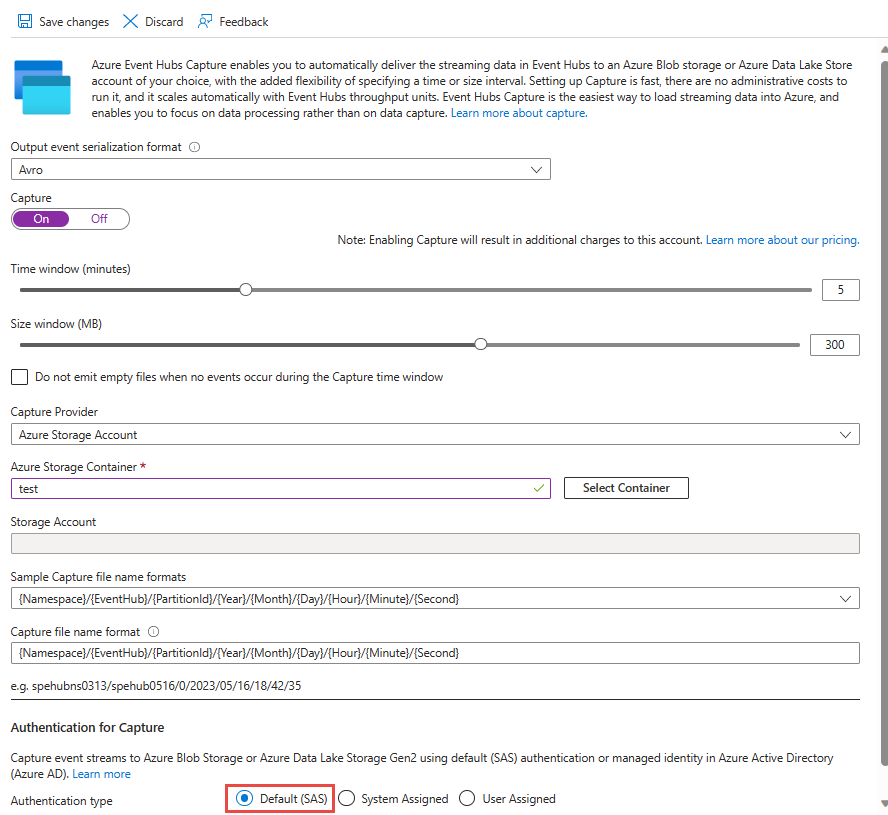 Save changes Discard Feedback
Azure Event Hubs Capture enables you to automatically deliver the streaming data in Event Hubs to an Azure Blob storage or Azure Data Lake Store
account of your choice, with the added flexibility of specifying a time or size interval. Setting up Capture is fast, there are no administrative costs to
run it, and it scales automatically with Event Hubs throughput units. Event Hubs Capture is the easiest way to load streaming data into Azure, and
enables you to focus on data processing rather than on data capture. Learn more about capture.
Output event serialization format
Avro
Capture
On Off
Note: Enabling Capture will result in additional charges to this account. Learn more about our pricing.
Time window (minutes)
5
Size window (MB)
300
Do not emit empty files when no events occur during the Capture time window
Capture Provider
Azure Storage Account
Azure Storage Container *
test Select Container
Storage Account
Sample Capture file name formats
{Namespace}/{EventHub}/{PartitionId}/{Year}/{Month}/{Day}/{Hour}/{Minute}/{Second}
Capture file name format
{Namespace}/{EventHub}/{PartitionId}/{Year}/{Month}/{Day}/{Hour}/{Minute}/{Second}
e.g. spehubns0313/spehub0516/0/2023/05/16/18/42/35
Authentication for Capture
Capture event streams to Azure Blob Storage or Azure Data Lake Storage Gen2 using default (SAS) authentication or managed identity in Azure Active Directory
(Azure AD). Learn more
Authentication type Default (SAS) System Assigned User Assigned